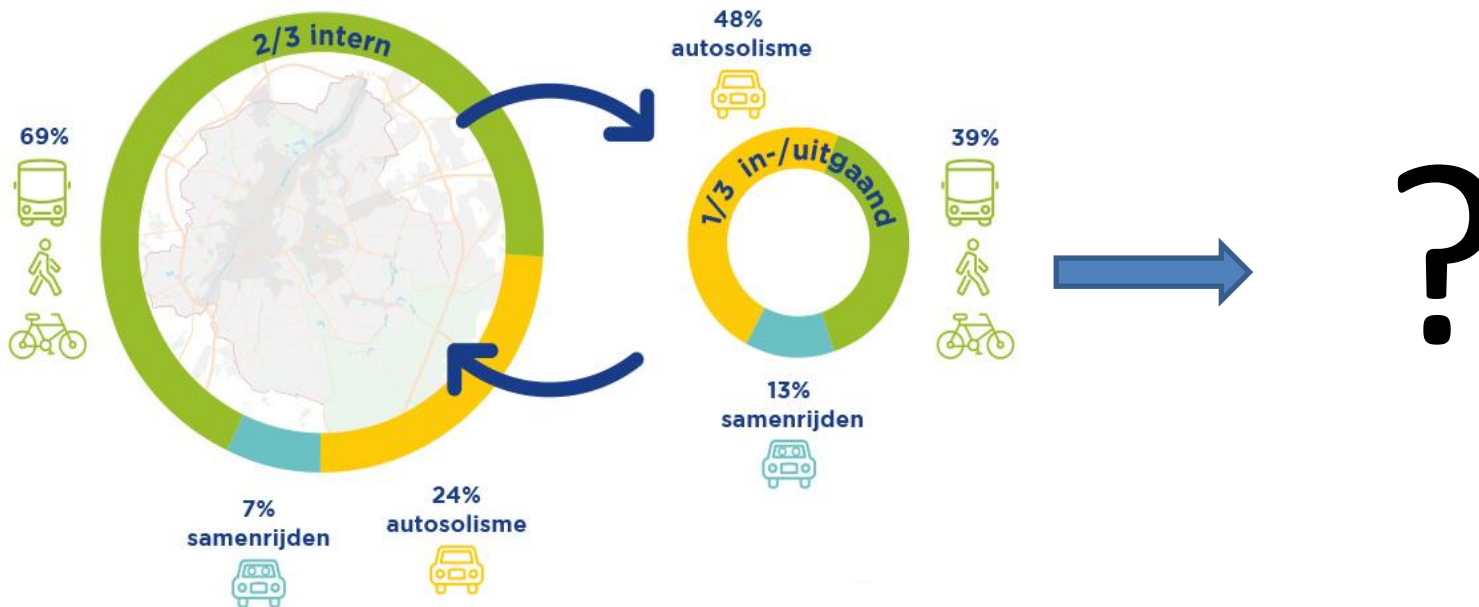 2/3 intern
69%
7%
samenrijden
24%
autosolisme
48%
autosolisme
1/3 in-/uitgaand
39%
13%
samenrijden
?